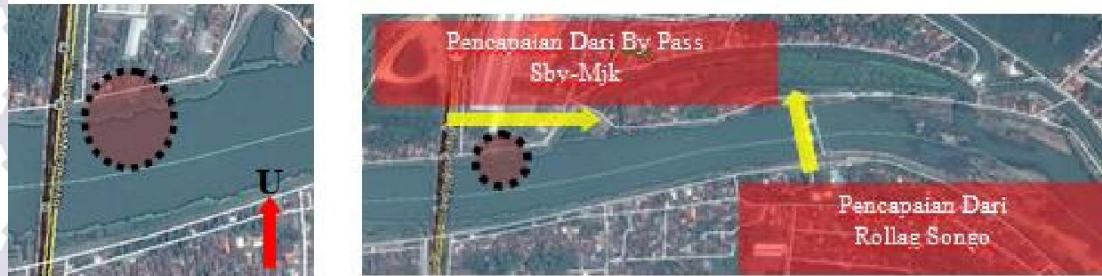 U
Pencapaian Dari By Pass
Sby-Mjk
Pencapaian Dari
Rollag Songo